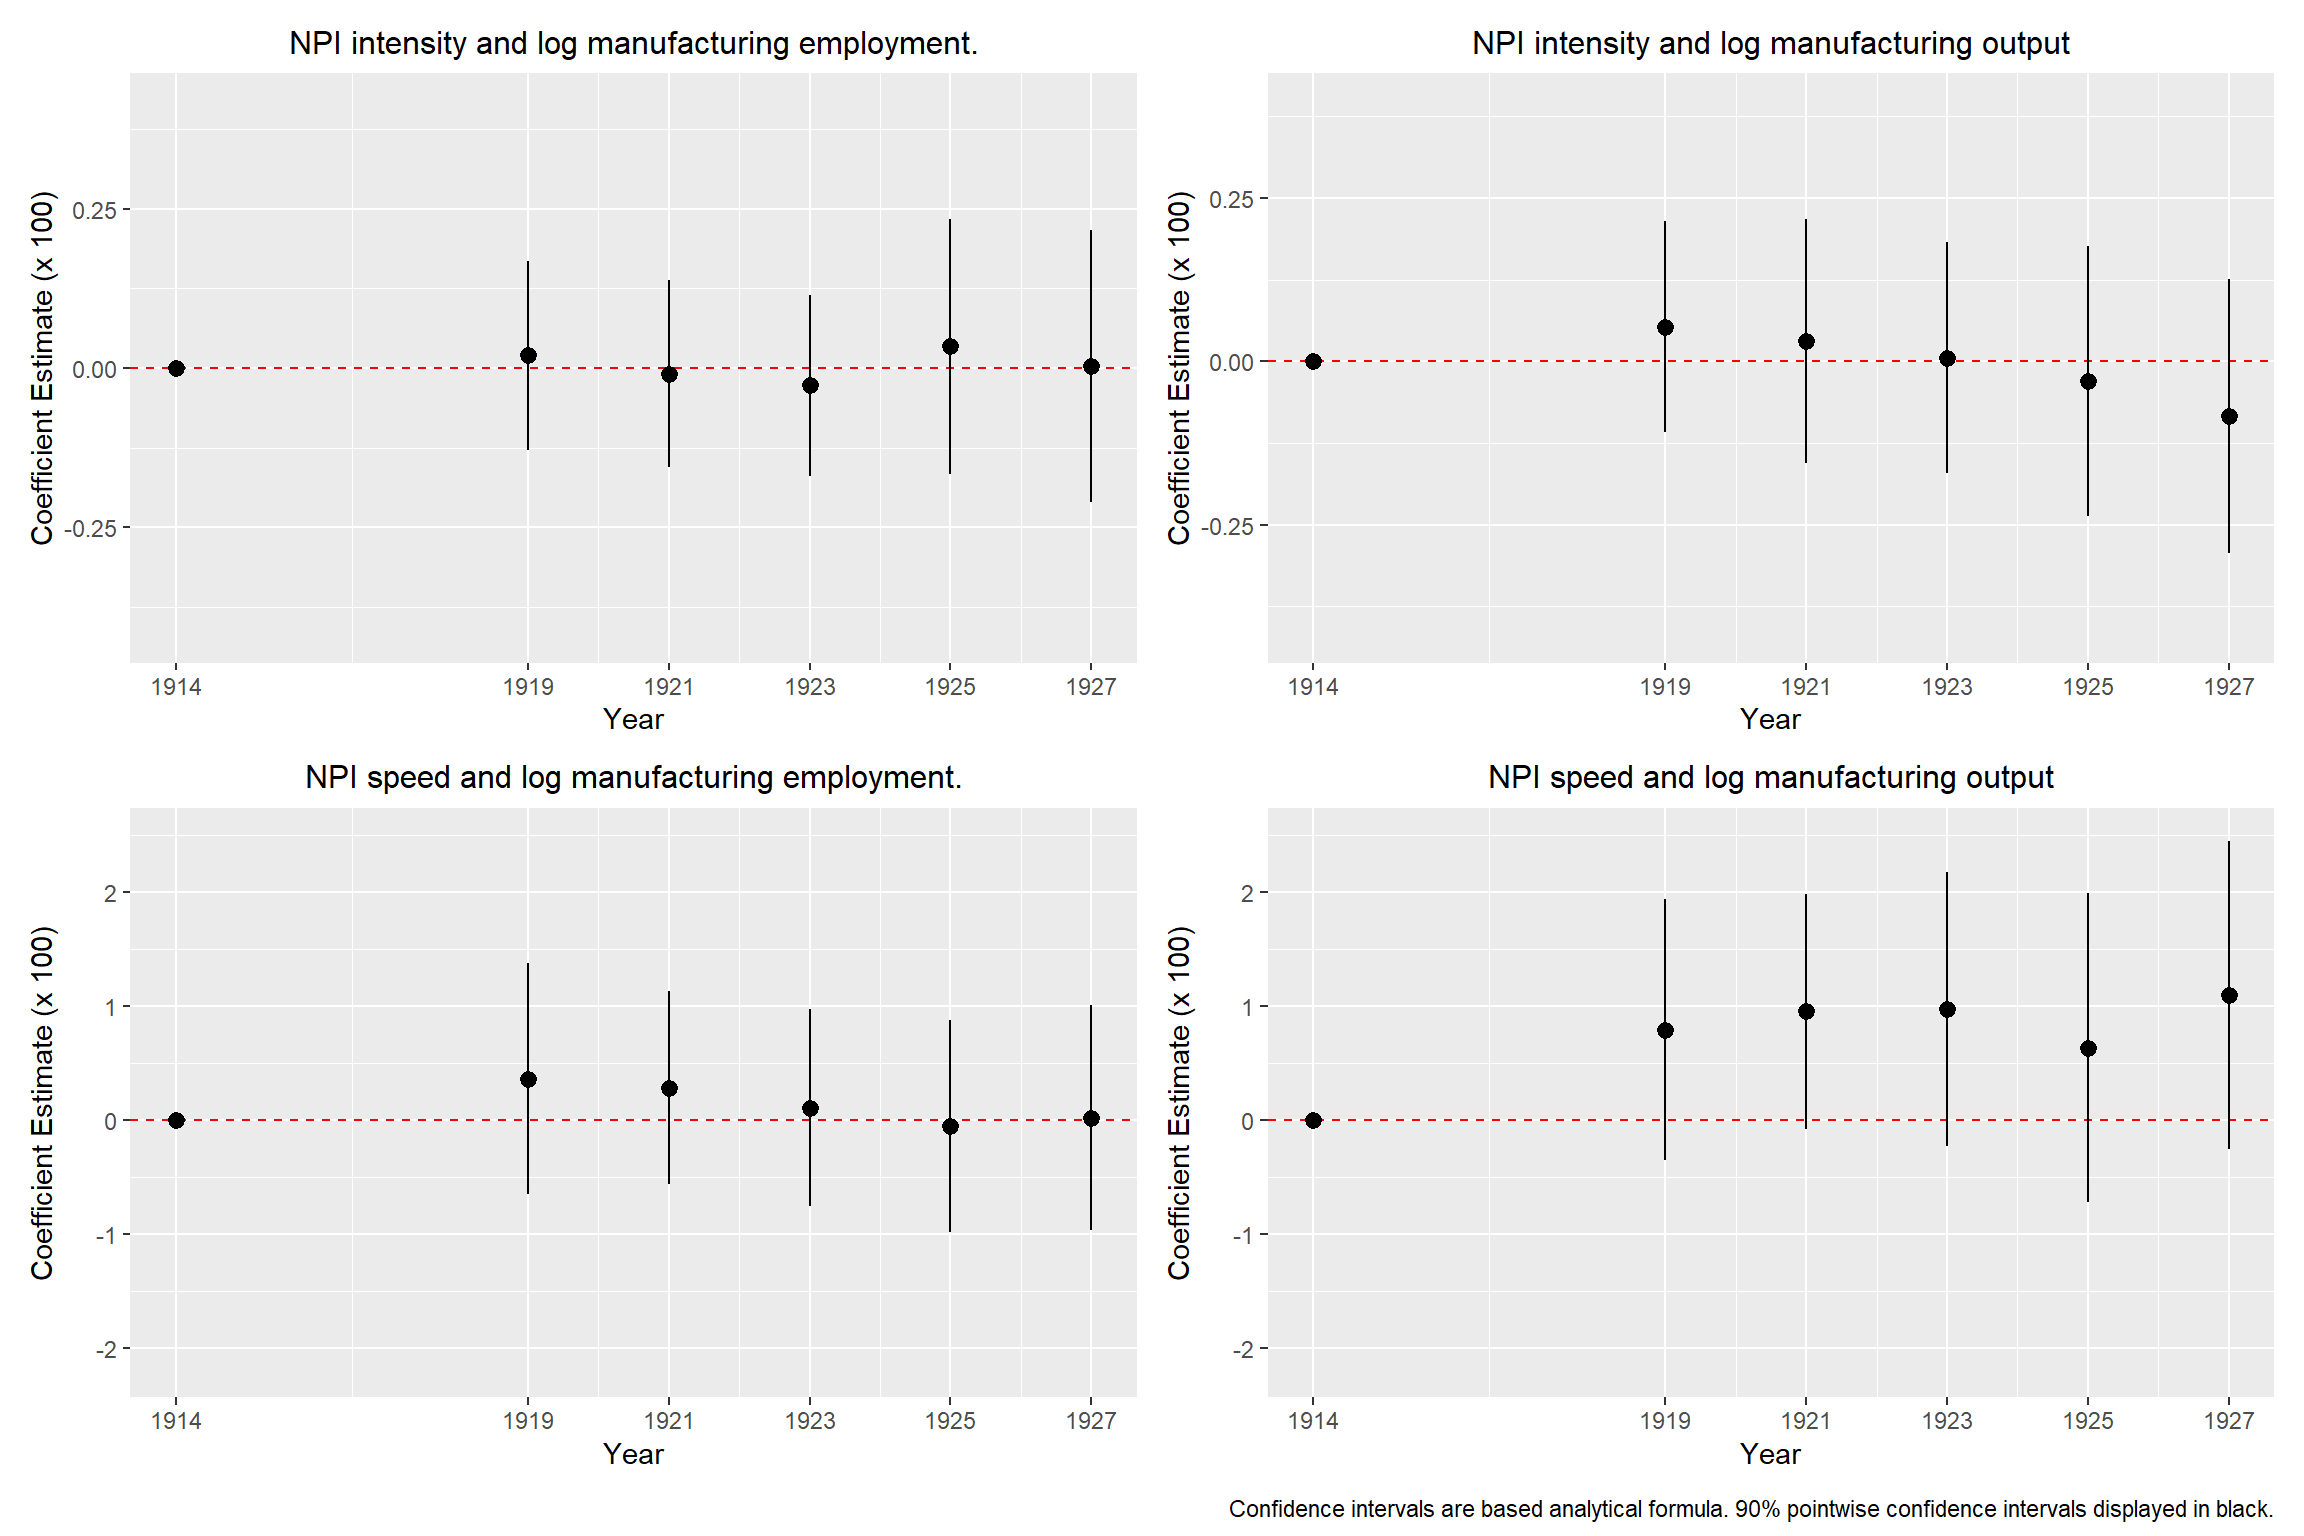 NPI intensity and log manufacturing employment.
Coefficient Estimate (x 100)
0.25
0.00
-0.25
1914 1919 1921 1923 1925 1927
Year
NPI intensity and log manufacturing output
Coefficient Estimate (x 100)
0.25
0.00
-0.25
1914 1919 1921 1923 1925 1927
Year
NPI speed and log manufacturing employment.
Coefficient Estimate (x 100)
2
1
0
-1
-2
1914 1919 1921 1923 1925 1927
Year
NPI speed and log manufacturing output
Coefficient Estimate (x 100)
2
1
0
-1
-2
1914 1919 1921 1923 1925 1927
Year
Confidence intervals are based analytical formula. 90% pointwise confidence intervals displayed in black.